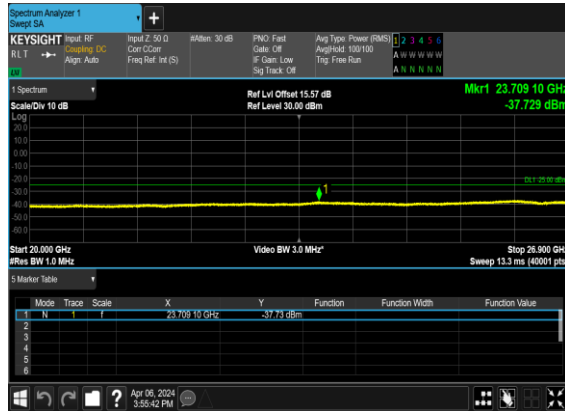 Spectrum Analyzer 1
Swept SA
+
KEYSIGHT Input: RF Input Z: 50 Ω #Atten: 30 dB PNO: Fast Avg Type: Power (RMS) 1 2 3 4 5 6
RLT Coupling: DC Corr CCorr Gate: Off Avg|Hold: 100/100 A W W W W W
Align: Auto Freq Ref: Int (S) IF Gain: Low Trig: Free Run
Sig Track: Off A N N N N N
1 Spectrum Ref Lvl Offset 15.57 dB Mkr1 23.709 10 GHz
Scale/Div 10 dB Ref Level 30.00 dBm -37.729 dBm
Log
20.0
10.0
0.00
-10.0
-20.0 DL1 -25.00 dBm
-30.0 1
-40.0
-50.0
-60.0
Start 20.000 GHz Video BW 3.0 MHz* Stop 26.900 GHz
#Res BW 1.0 MHz Sweep 13.3 ms (40001 pts)
5 Marker Table
Mode Trace Scale X Y Function Function Width Function Value
1 N 1 f 23.709 10 GHz -37.73 dBm
2
3
4
5
6
? Apr 06, 2024
3:55:42 PM